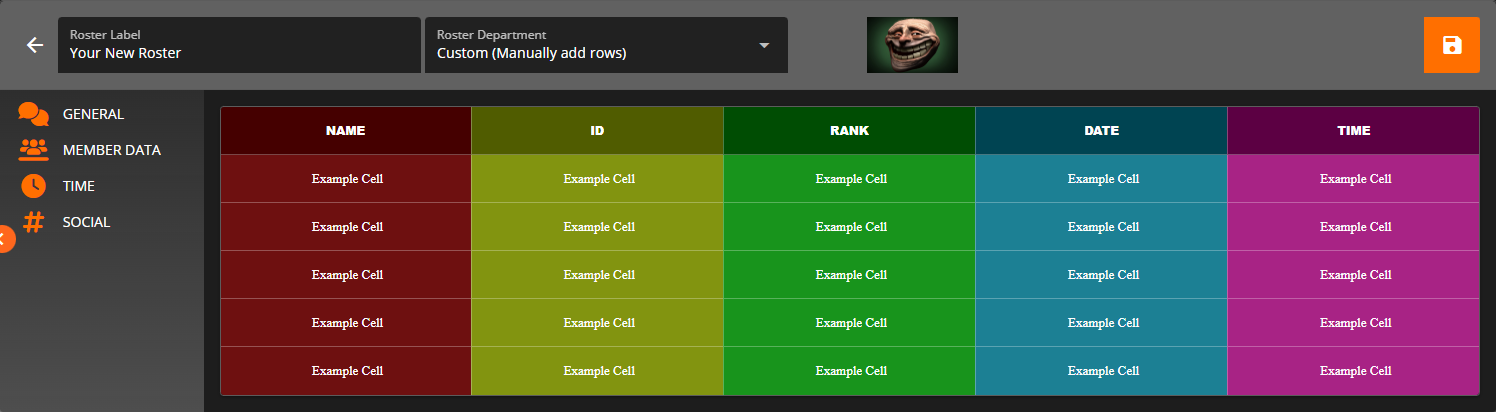 Roster Label
Your New Roster
Roster Department
Custom (Manually add rows)
GENERAL
MEMBER DATA
TIME
SOCIAL
NAME ID RANK DATE TIME
Example Cell Example Cell Example Cell Example Cell Example Cell
Example Cell Example Cell Example Cell Example Cell Example Cell
Example Cell Example Cell Example Cell Example Cell Example Cell
Example Cell Example Cell Example Cell Example Cell Example Cell
Example Cell Example Cell Example Cell Example Cell Example Cell